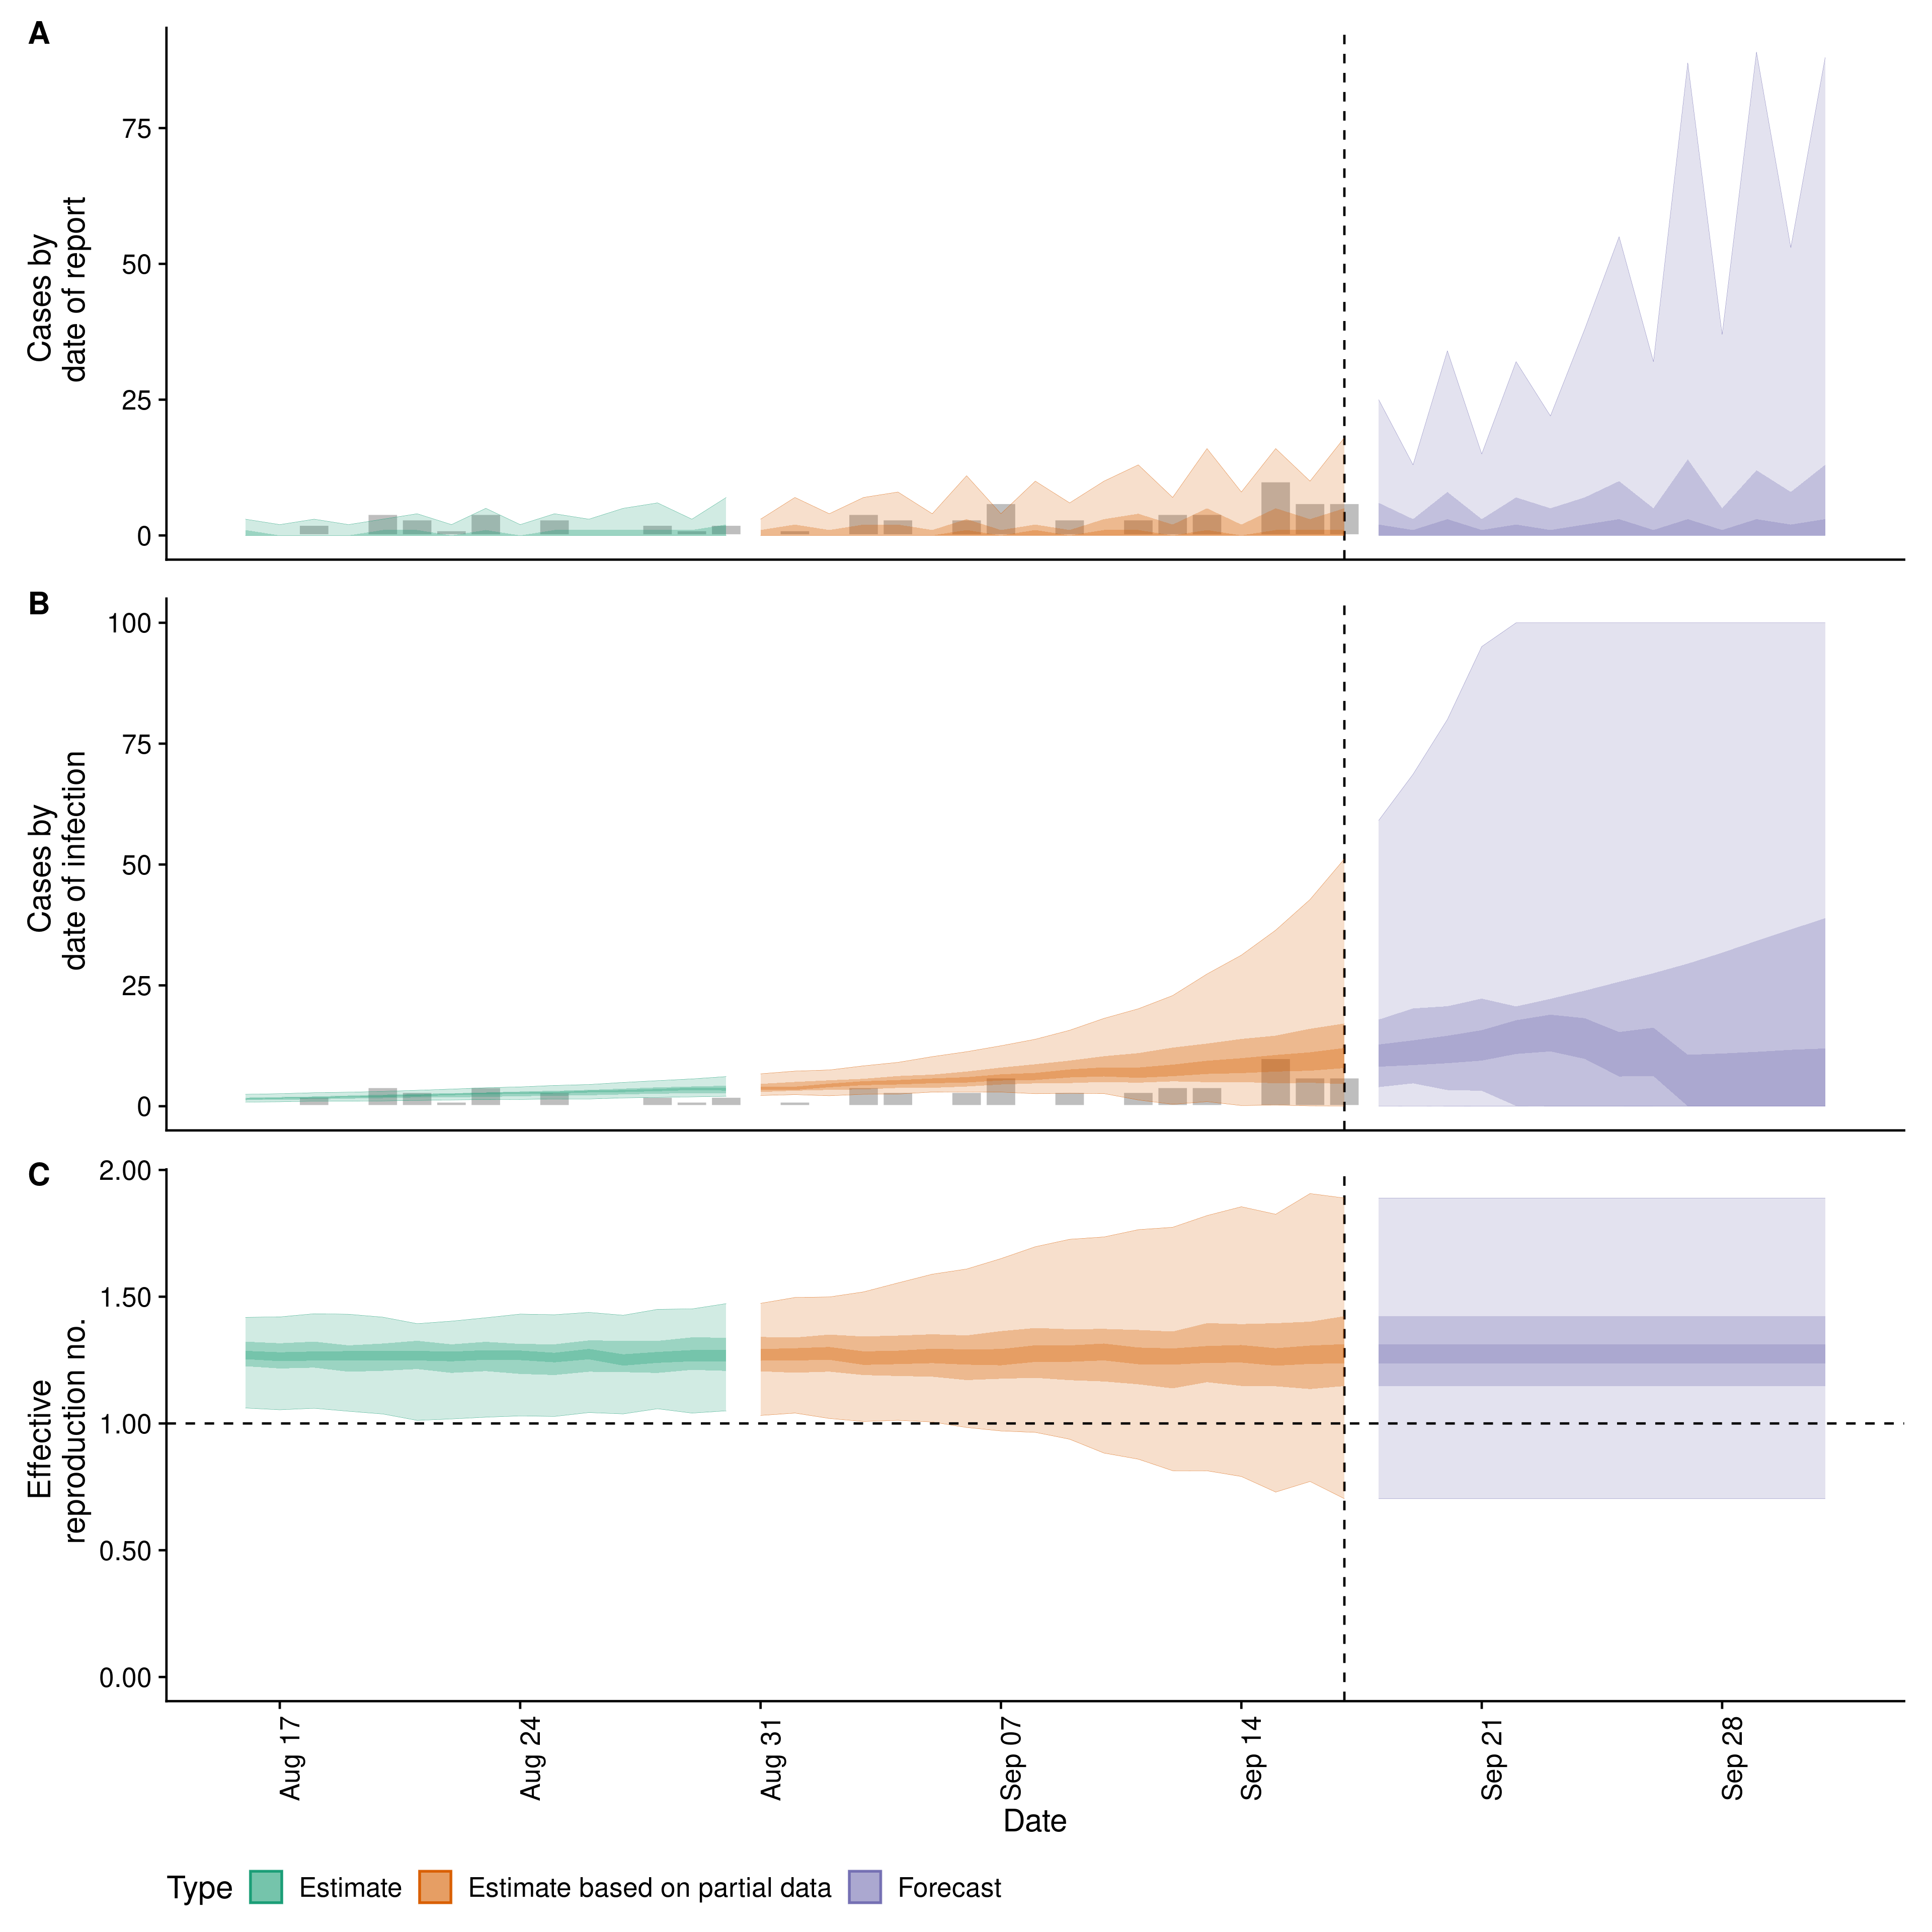 A
Cases by
date of report
75
50
25
0
B
Cases by
date of infection
100
75
50
25
0
C
Effective
reproduction no.
2.00
1.50
1.00
0.50
0.00
Aug 17
Aug 24
Aug 31
Sep 07
Sep 14
Sep 21
Sep 28
Date
Type Estimate Estimate based on partial data Forecast